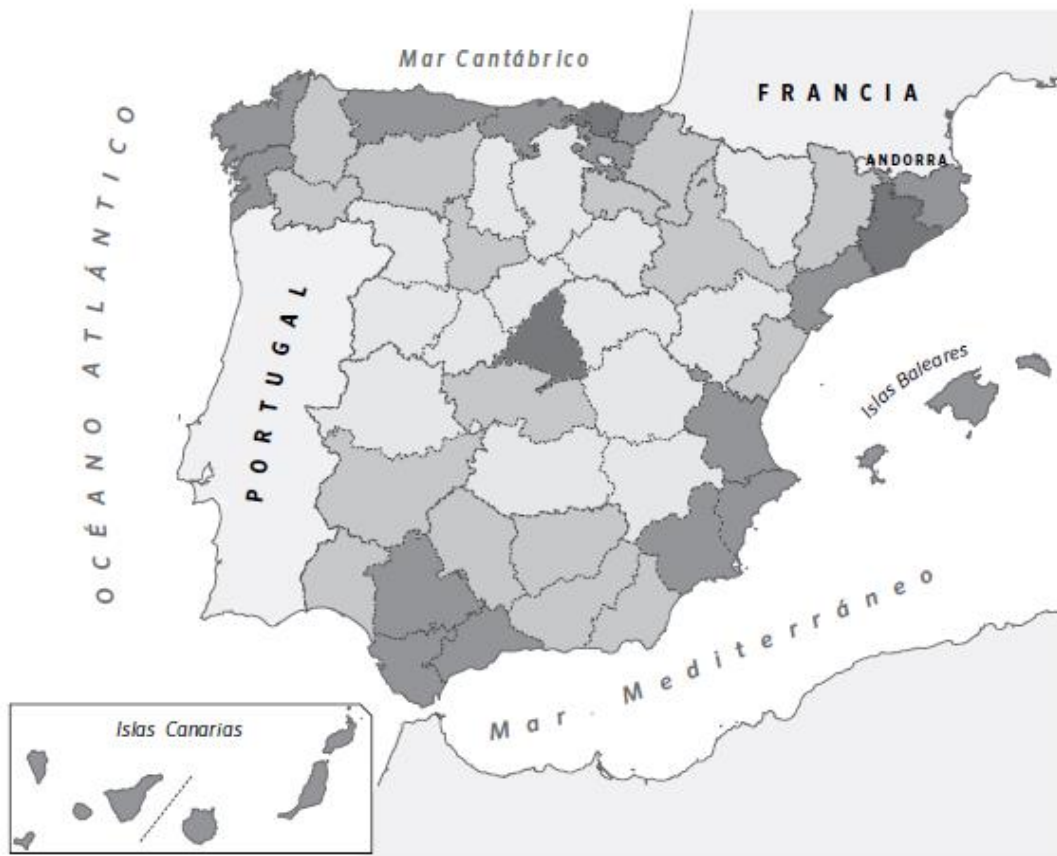 Mar Cantábrico
FRANCIA
ANDORRA
OCÉANO ATLÁNTICO
PORTUGAL
Islas Baleares
Mar Mediterráneo
Islas Canarias